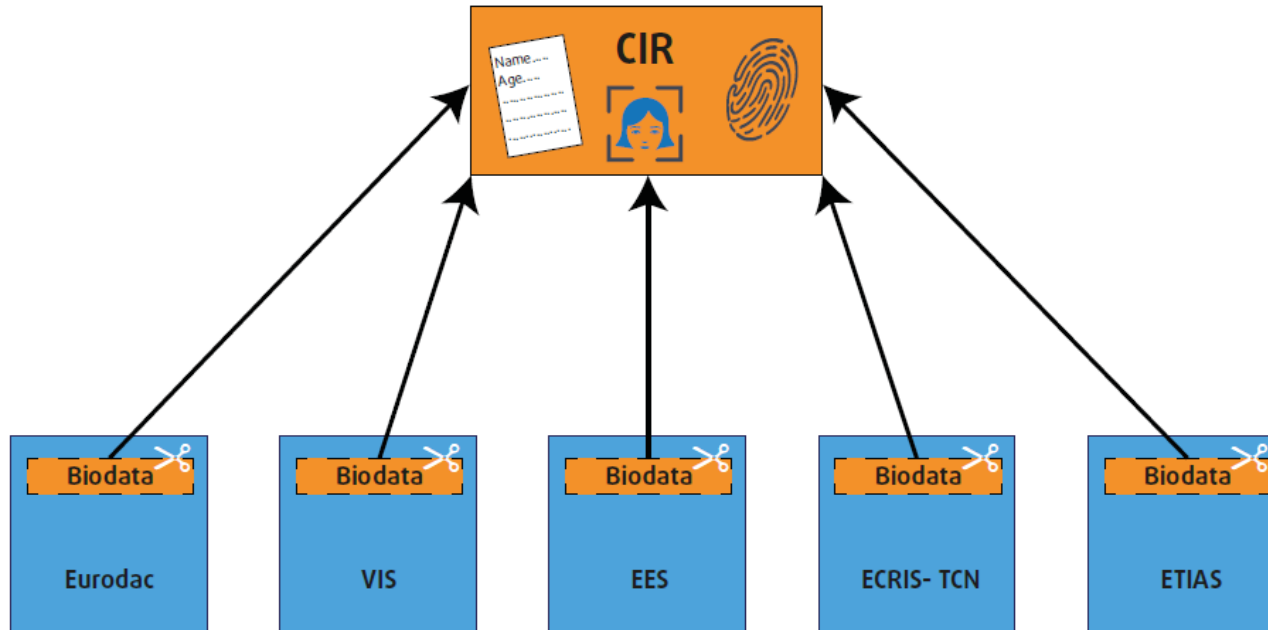 CIR
Name....
Age....
Biodata
Biodata
Biodata
Biodata
Biodata
Eurodac
VIS
EES
ECRIS- TCN
ETIAS